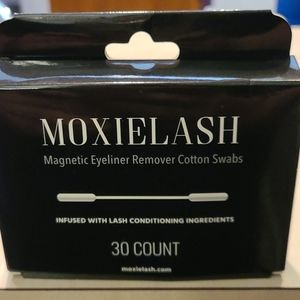 MOXIELASH
Magnetic Eyeliner Remover Cotton Swabs
INFUSED WITH LASH CONDITIONING INGREDIENTS
30 COUNT
moxielash.com